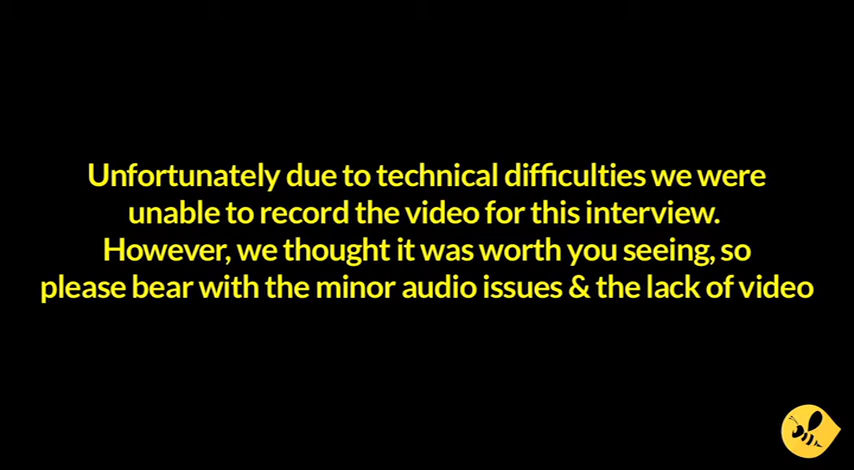 Unfortunately due to technical difficulties we were
unable to record the video for this interview.
However, we thought it was worth you seeing, so
please bear with the minor audio issues & the lack of video